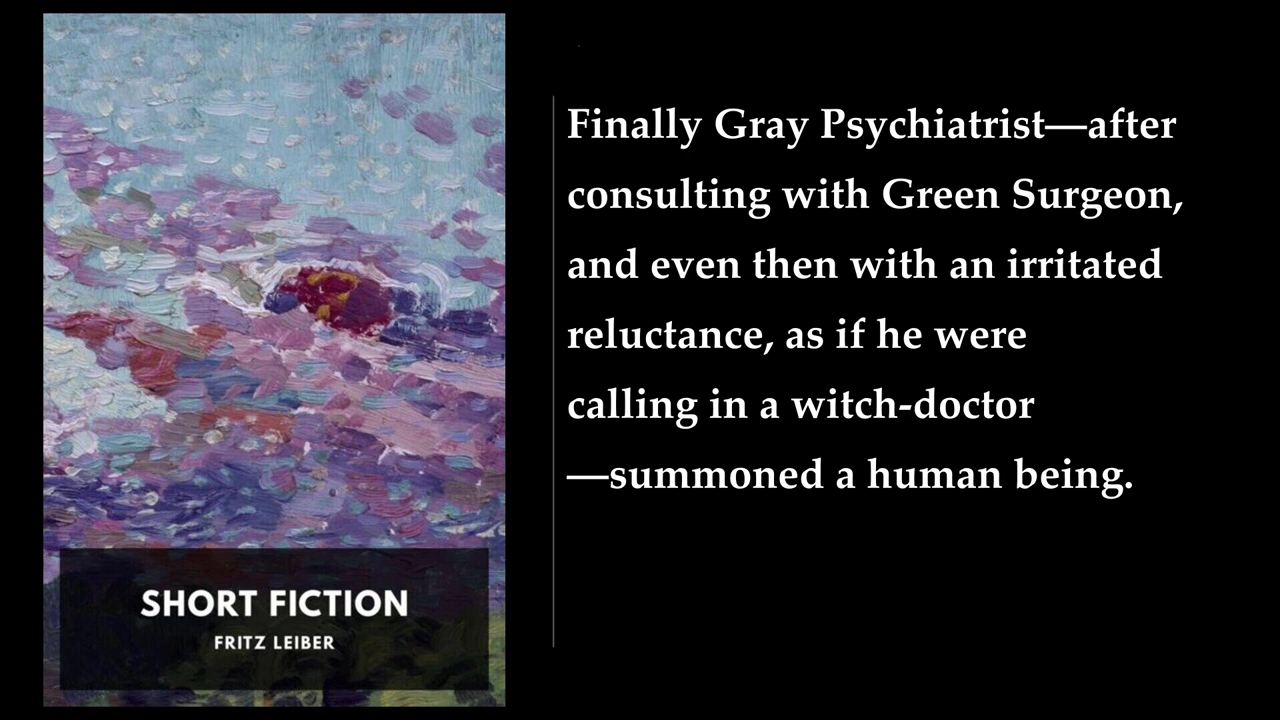 SHORT FICTION
FRITZ LEIBER
Finally Gray Psychiatrist—after
consulting with Green Surgeon,
and even then with an irritated
reluctance, as if he were
calling in a witch-doctor
—summoned a human being.